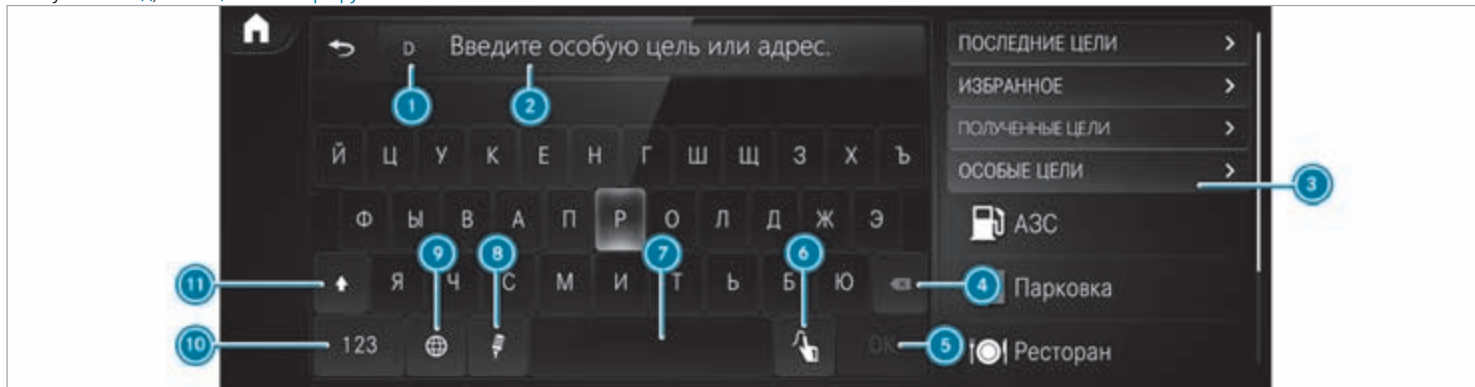 D Введите особую цель или адрес.
1
2
Й Ц У К Е Н Г Ш Щ З Х Ъ
Ф Ы В А П Р О Л Д Ж Э
9
8
7
6
11
Я Ч С М И Т Ь Б Ю
4
10
123
OK
5
ПОСЛЕДНИЕ ЦЕЛИ
ИЗБРАННОЕ
ПОЛУЧЕННЫЕ ЦЕЛИ
ОСОБЫЕ ЦЕЛИ
3
АЗС
Парковка
Ресторан